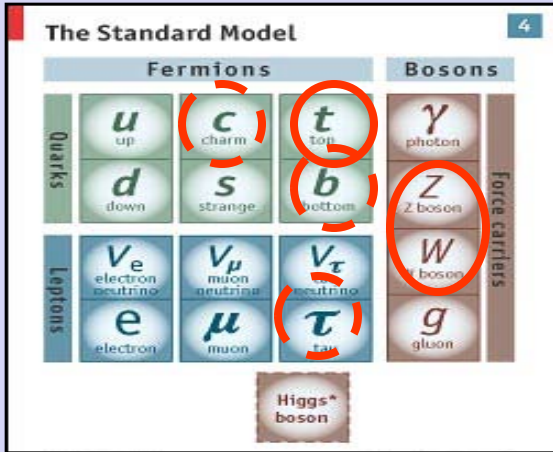 The Standard Model
4
Fermions
Bosons
Quarks
u
up
c
charm
t
top
γ
photon
d
down
s
strange
b
bottom
Z
Z boson
Force carriers
Leptons
νe
electron
neutrino
νμ
muon
neutrino
ντ
neutrino
W
boson
e
electron
μ
muon
τ
tau
g
gluon
Higgs*
boson